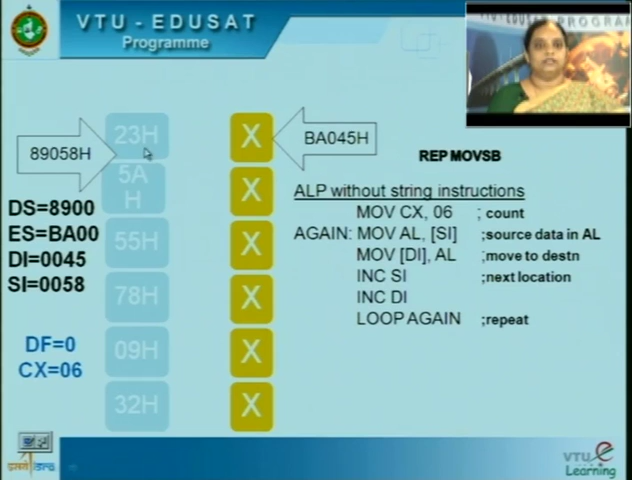 VTU - EDUSAT
Programme
23H
5A
H
55H
78H
09H
32H
X
X
X
X
X
X
89058H
BA045H
DS=8900
ES=BA00
DI=0045
SI=0058
DF=0
CX=06
REP MOVSB
ALP without string instructions
MOV CX, 06 ; count
AGAIN: MOV AL, [SI] ;source data in AL
MOV [DI], AL ;move to destn
INC SI ;next location
INC DI
LOOP AGAIN ;repeat
VTU e
Learning